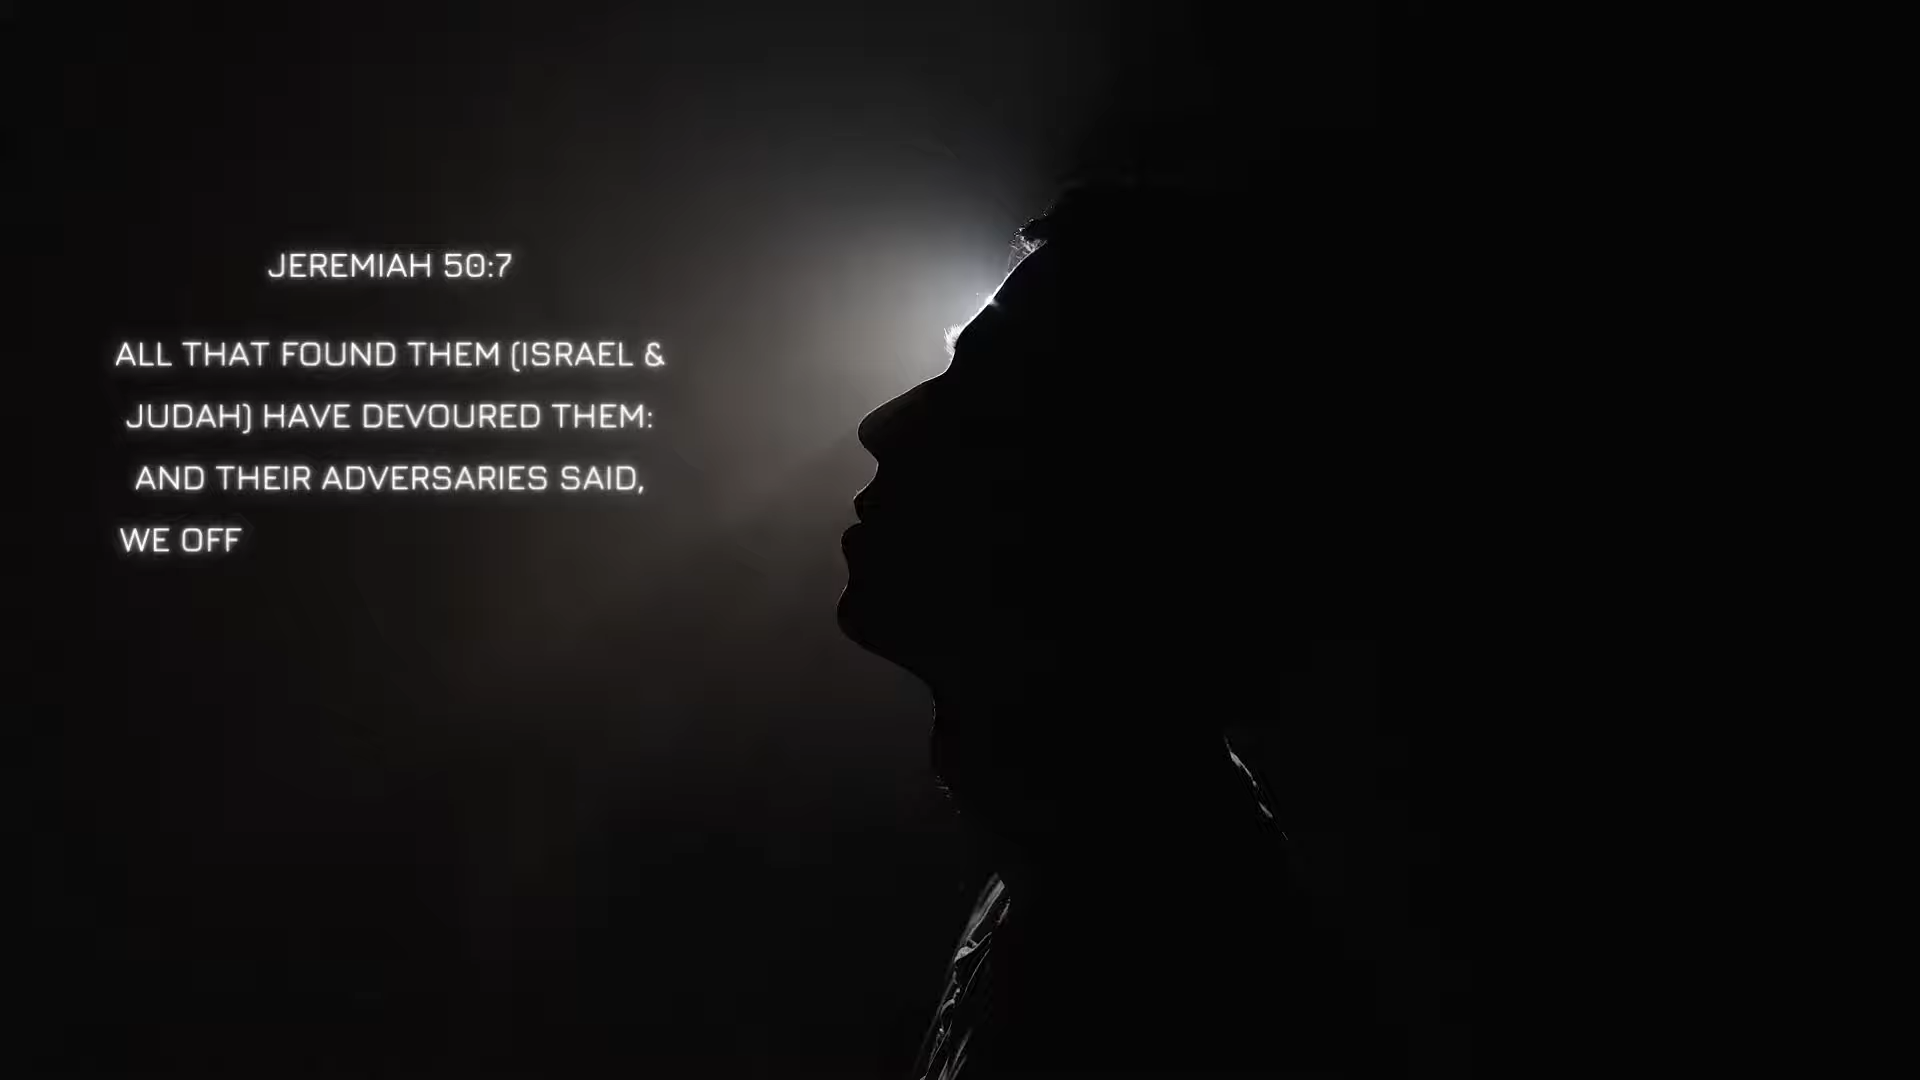 JEREMIAH 50:7
ALL THAT FOUND THEM (ISRAEL &
JUDAH) HAVE DEVOURED THEM:
AND THEIR ADVERSARIES SAID,
WE OFF